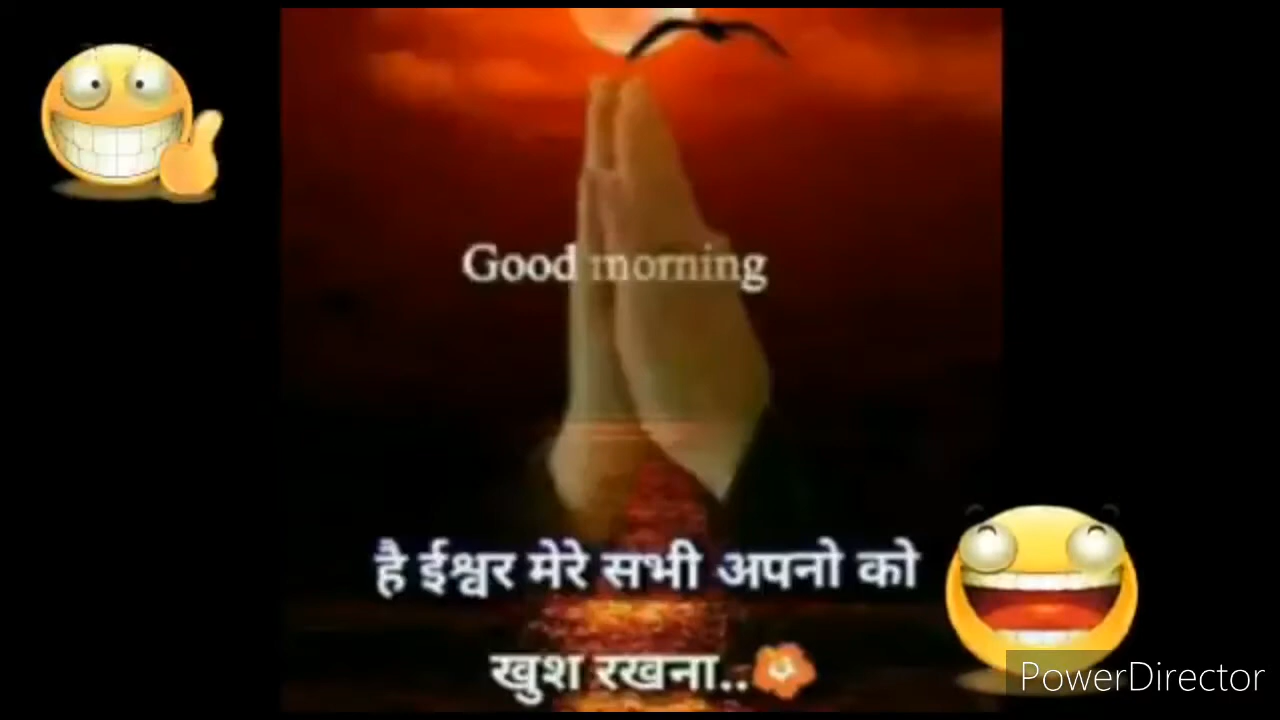 Good morning
है ईश्वर मेरे सभी अपनो को
खुश रखना..
PowerDirector